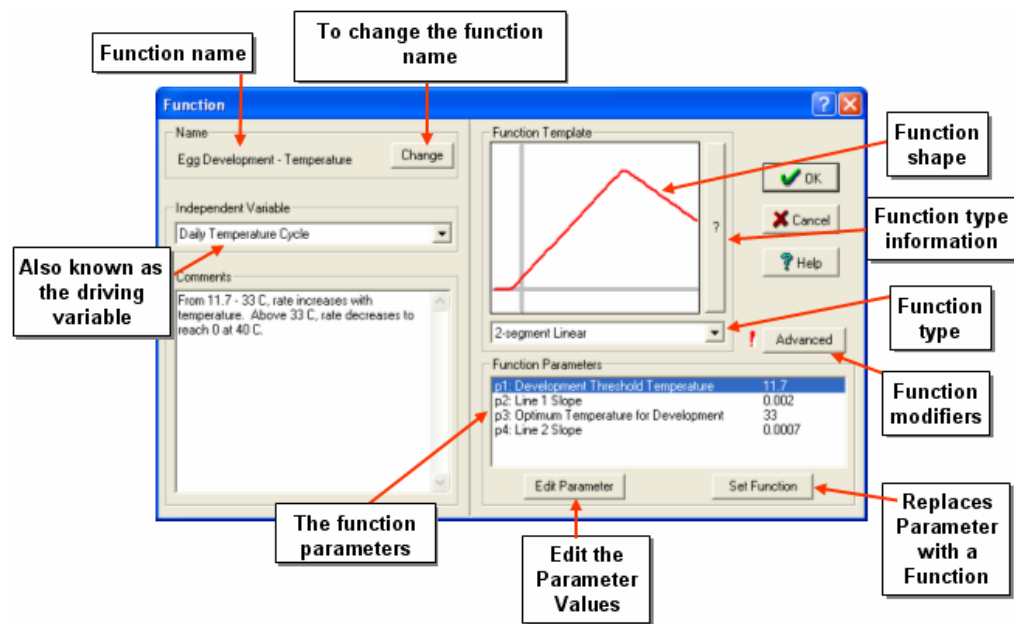 Function name
To change the function
name
Function
Name
Egg Development - Temperature
Change
Independent Variable
Daily Temperature Cycle
Comments
From 11.7 - 33 C, rate increases with
temperature.  Above 33 C, rate decreases to
reach 0 at 40 C.
Function Template
?
2-segment Linear
OK
Cancel
? Help
! Advanced
Function Parameters
p1: Development Threshold Temperature 11.7
p2: Line 1 Slope 0.002
p3: Optimum Temperature for Development 33
p4: Line 2 Slope 0.0007
Edit Parameter
Set Function
Also known as
the driving
variable
Function
shape
Function type
information
Function
type
Function
modifiers
The function
parameters
Edit the
Parameter
Values
Replaces
Parameter
with a
Function